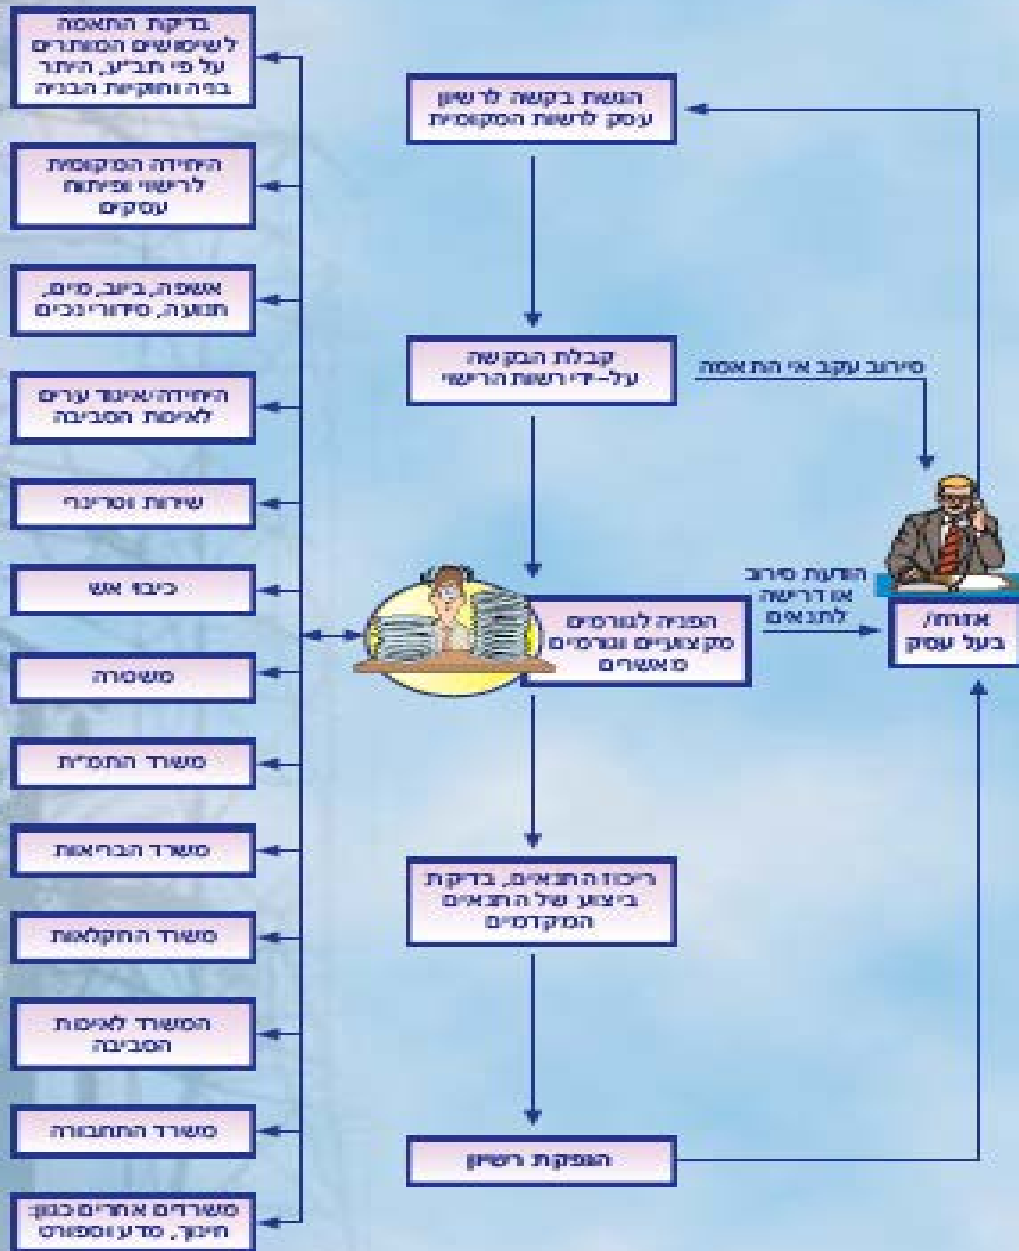 בדיקת התאמה
לשימושים המותרים
על פי תב"ע, היתר
בניה וחוקיות הבניה
היחידה המקומית
לרישוי ופיתוח
עסקים
אשפה, ביוב, מים,
תנועה, סידורי נכים
היחידה/איגוד ערים
לאיכות הסביבה
שירות וטרינרי
כיבוי אש
משטרה
משרד התמ"ת
משרד הבריאות
משרד החקלאות
המשרד לאיכות
הסביבה
משרד התחבורה
משרדים אחרים כגון:
חינוך, מדע וספורט
הגשת בקשה לרשיון
עסק לרשות המקומית
קבלת הבקשה
על-ידי רשות הרישוי
סירוב עקב אי התאמה
הפניה לגורמים
מקצועיים וגורמים
מאשרים
הודעת סירוב
או דרישה
לתנאים
אזרח/
בעל עסק
ריכוז התנאים, בדיקת
ביצוע של התנאים
המקדמיים
הנפקת רשיון